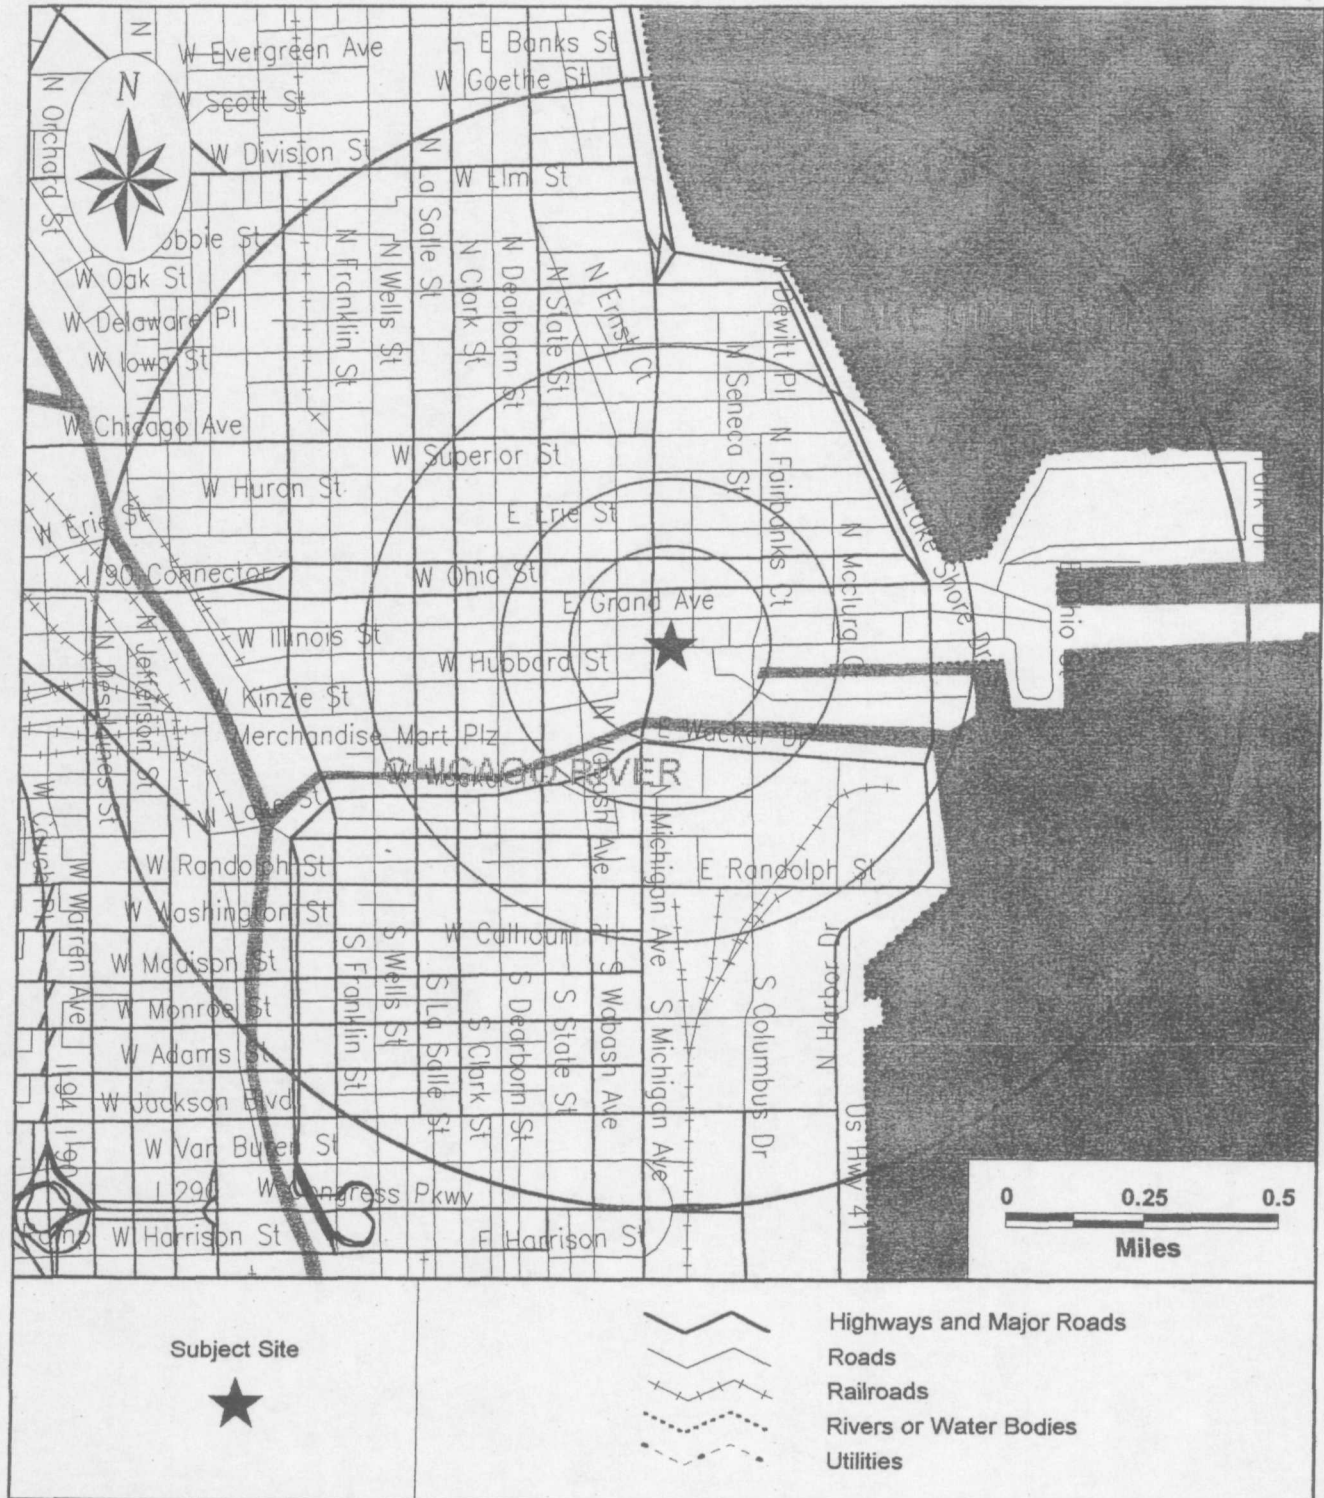 W Evergreen Ave
E Banks St
W Goethe St
N
Scott St
N Orchard St
W Division St
W Elm St
N La Salle St
W Oak St
N Franklin St
N Wells St
N Clark St
N Dearborn St
N State St
N Ernst Ct
W Delaware Pl
Dewitt Pl
W Iowa St
N Seneca St
W Chicago Ave
W Superior St
N Fairbanks Ct
W Huron St
W Erie St
E Erie St
N Mcclurg Ct
N Lake Shore Dr
I 90 Connector
W Ohio St
E Grand Ave
E Ohio
W Illinois St
W Hubbard St
N Jefferson St
N Desplaines St
W Kinzie St
Merchandise Mart Plz
E Wacker Dr
CHICAGO RIVER
N Wabash Ave
W Lake St
N Michigan Ave
W Randolph St
E Randolph St
W Washington St
W Warren Ave
W Calhoun Pl
W Madison St
N Harbor Dr
S Franklin St
S Wells St
S La Salle St
S Clark St
S Dearborn St
S State St
S Wabash Ave
S Michigan Ave
S Columbus Dr
W Monroe St
W Adams St
I 94
I 90
W Jackson Blvd
US Hwy 41
W Van Buren St
I 290
W Congress Pkwy
W Harrison St
E Harrison St
0 0.25 0.5
Miles
Subject Site
Highways and Major Roads
Roads
Railroads
Rivers or Water Bodies
Utilities